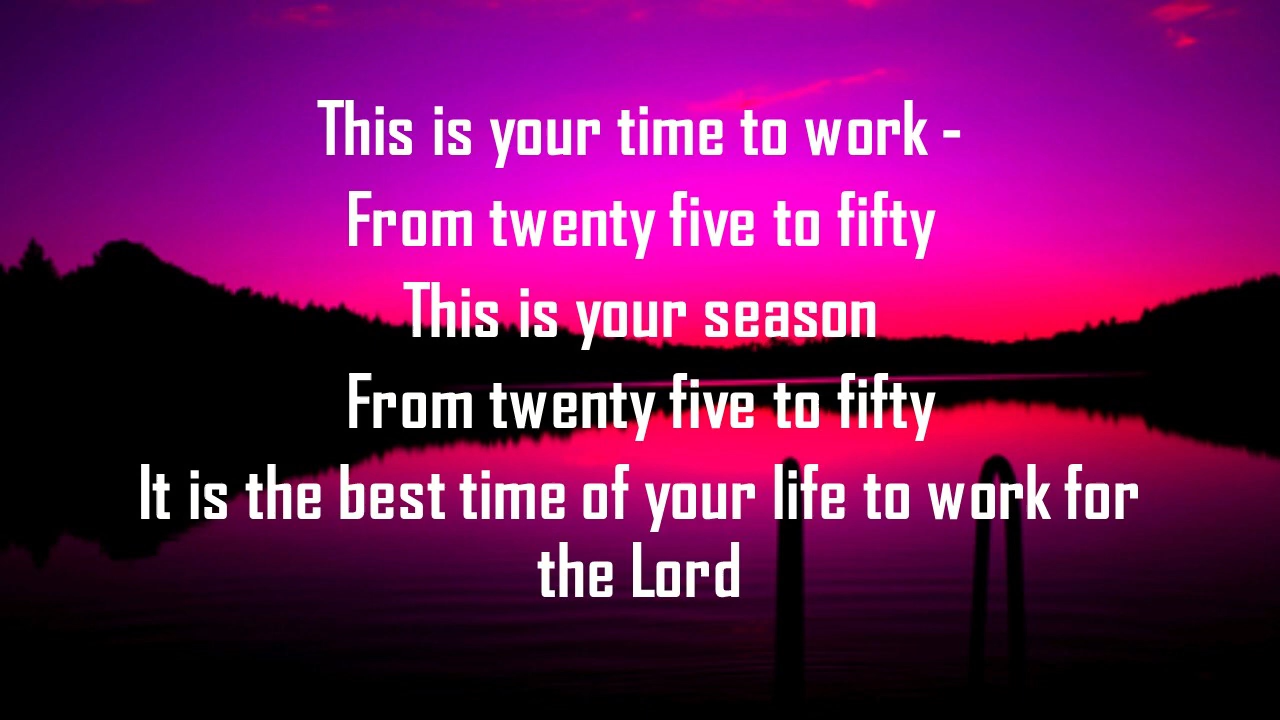 This is your time to work -
From twenty five to fifty
This is your season
From twenty five to fifty
It is the best time of your life to work for
the Lord